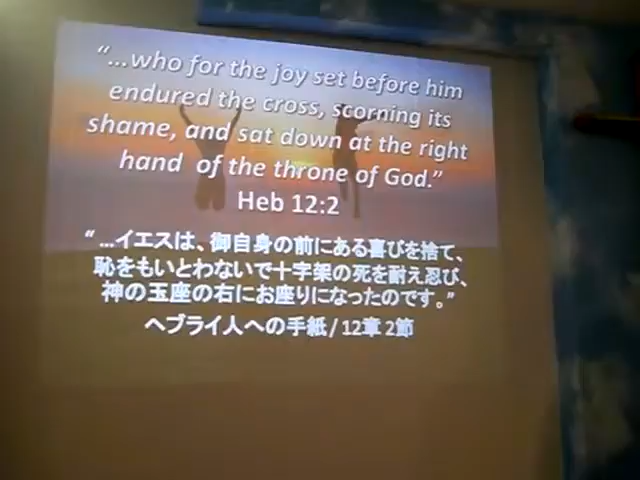 “...who for the joy set before him
endured the cross, scorning its
shame, and sat down at the right
hand of the throne of God.”
Heb 12:2
“ ...イエスは、御自身の前にある喜びを捨て、
恥をもいとわないで十字架の死を耐え忍び、
神の玉座の右にお座りになったのです。”
ヘブライ人への手紙 / 12章 2節